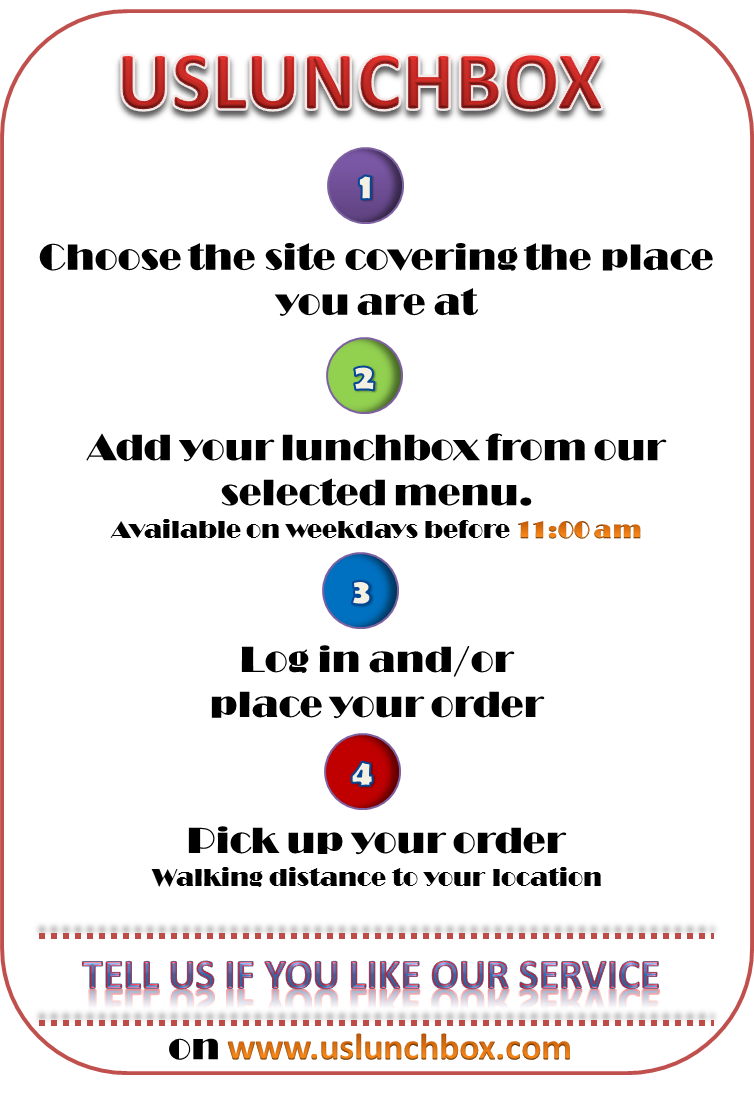 USLUNCHBOX
1
Choose the site covering the place
you are at
2
Add your lunchbox from our
selected menu.
Available on weekdays before 11:00 am
3
Log in and/or
place your order
4
Pick up your order
Walking distance to your location
TELL US IF YOU LIKE OUR SERVICE
on www.uslunchbox.com